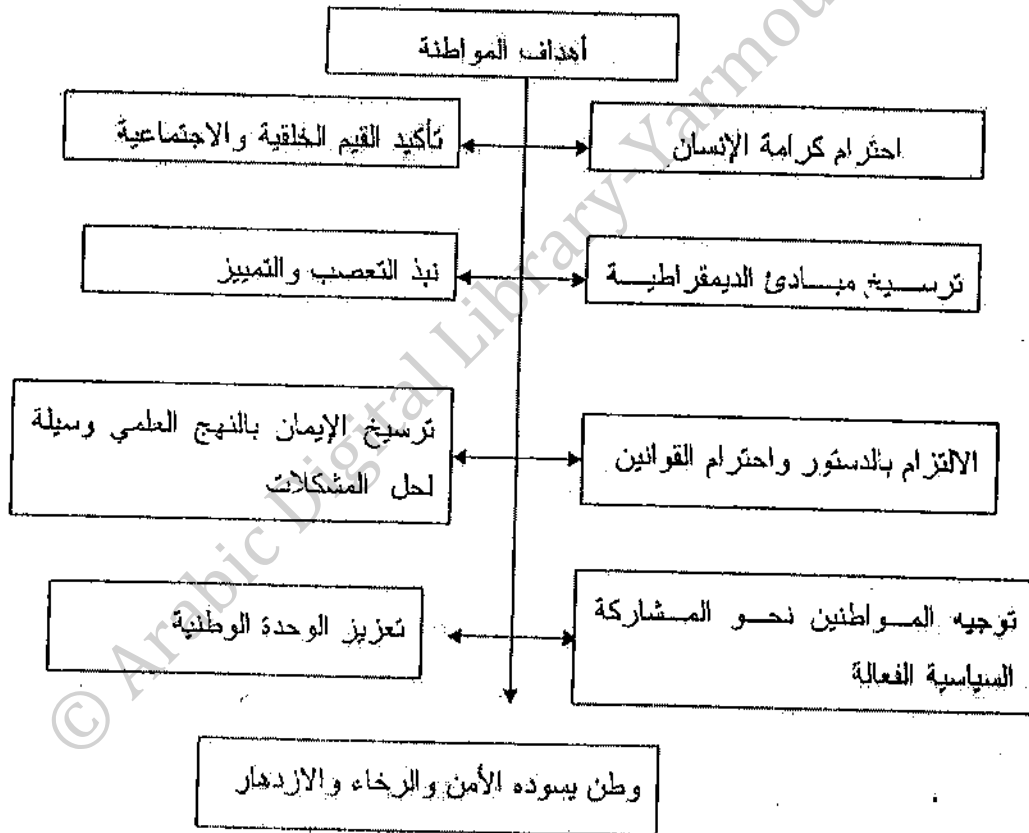 أهداف المواطنة
احترام كرامة الإنسان
تأكيد القيم الخلقية والاجتماعية
ترسيخ مبادئ الديمقراطية
نبذ التعصب والتمييز
الالتزام بالدستور واحترام القوانين
ترسيخ الإيمان بالنهج العلمي وسيلة
لحل المشكلات
توجيه المواطنين نحو المشاركة
السياسية الفعالة
تعزيز الوحدة الوطنية
وطن يسوده الأمن والرخاء والازدهار
© Arabic Digital Library-Yarmou